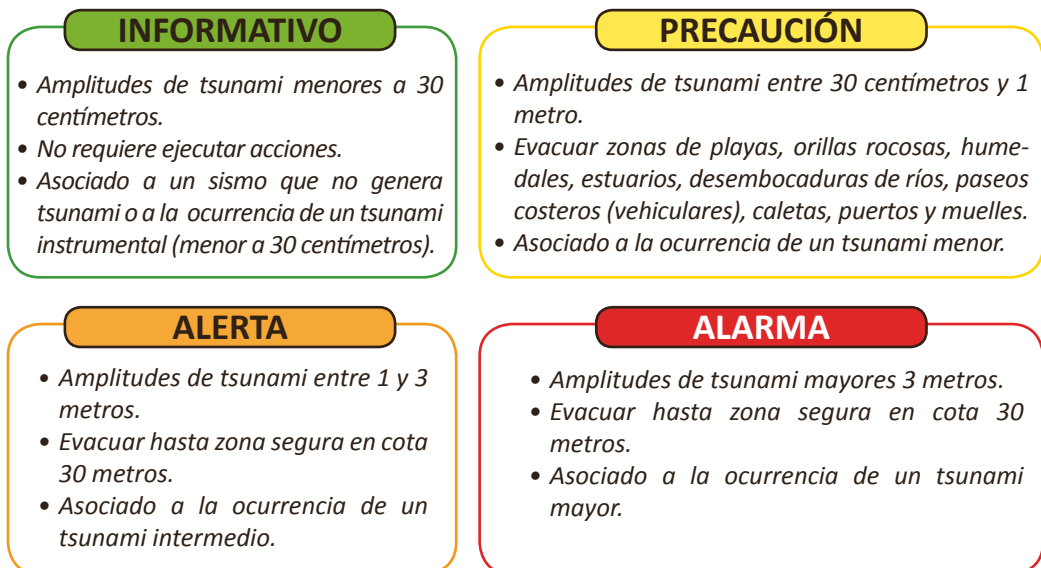 INFORMATIVO
• Amplitudes de tsunami menores a 30
centímetros.
• No requiere ejecutar acciones.
• Asociado a un sismo que no genera
tsunami o a la ocurrencia de un tsunami
instrumental (menor a 30 centímetros).
PRECAUCIÓN
• Amplitudes de tsunami entre 30 centímetros y 1
metro.
• Evacuar zonas de playas, orillas rocosas, hume-
dales, estuarios, desembocaduras de ríos, paseos
costeros (vehiculares), caletas, puertos y muelles.
• Asociado a la ocurrencia de un tsunami menor.
ALERTA
• Amplitudes de tsunami entre 1 y 3
metros.
• Evacuar hasta zona segura en cota
30 metros.
• Asociado a la ocurrencia de un
tsunami intermedio.
ALARMA
• Amplitudes de tsunami mayores 3 metros.
• Evacuar hasta zona segura en cota 30
metros.
• Asociado a la ocurrencia de un tsunami
mayor.